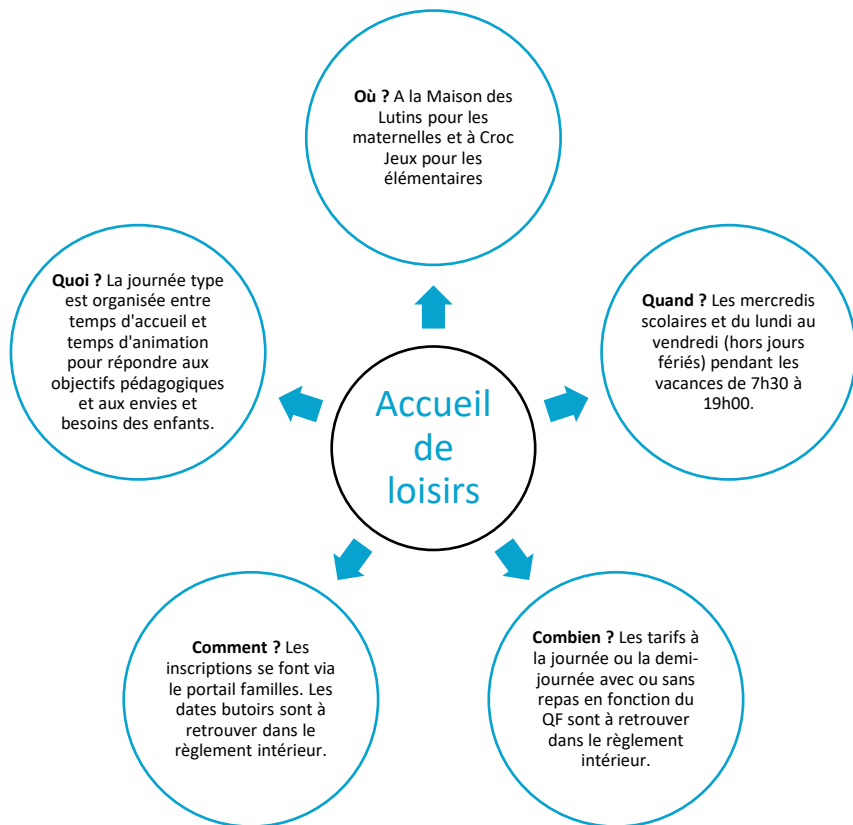 Où ? A la Maison des
Lutins pour les
maternelles et à Croc
Jeux pour les
élémentaires
Quoi ? La journée type
est organisée entre
temps d'accueil et
temps d'animation
pour répondre aux
objectifs pédagogiques
et aux envies et
besoins des enfants.
Quand ? Les mercredis
scolaires et du lundi au
vendredi (hors jours
fériés) pendant les
vacances de 7h30 à
19h00.
Accueil
de
loisirs
Comment ? Les
inscriptions se font via
le portail familles. Les
dates butoirs sont à
retrouver dans le
règlement intérieur.
Combien ? Les tarifs à
la journée ou la demi-
journée avec ou sans
repas en fonction du
QF sont à retrouver
dans le règlement
intérieur.